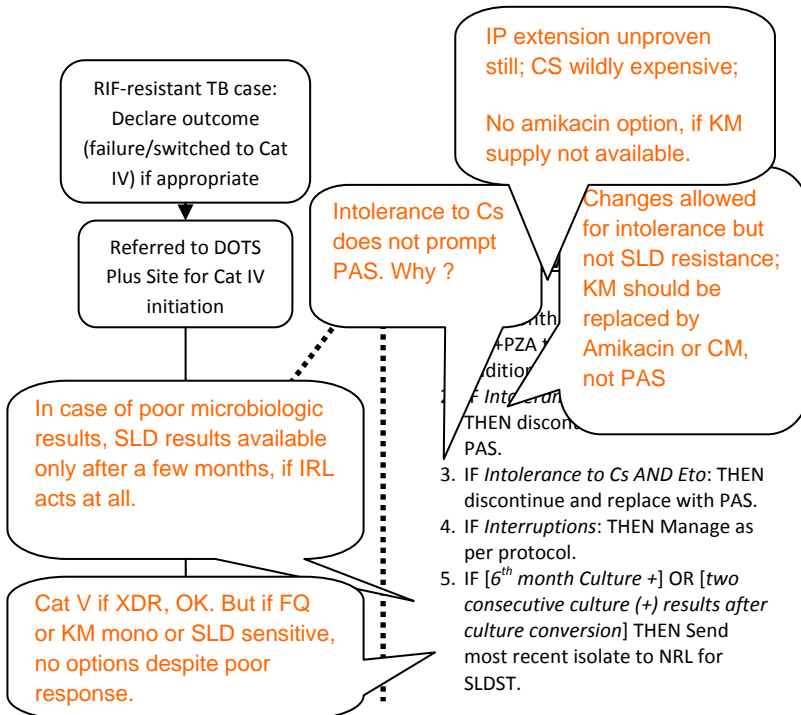 RIF-resistant TB case:
Declare outcome
(failure/switched to Cat
IV) if appropriate
Referred to DOTS
Plus Site for Cat IV
initiation
IP extension unproven
still; CS wildly expensive;
No amikacin option, if KM
supply not available.
Intolerance to Cs
does not prompt
PAS. Why ?
Changes allowed
for intolerance but
not SLD resistance;
KM should be
replaced by
Amikacin or CM,
not PAS
+PZA
THEN
PAS.
3. IF Intolerance to Cs AND Eto: THEN
discontinue and replace with PAS.
4. IF Interruptions: THEN Manage as
per protocol.
5. IF [6th month Culture +] OR [two
consecutive culture (+) results after
culture conversion] THEN Send
most recent isolate to NRL for
SLDST.
In case of poor microbiologic
results, SLD results available
only after a few months, if IRL
acts at all.
Cat V if XDR, OK. But if FQ
or KM mono or SLD sensitive,
no options despite poor
response.